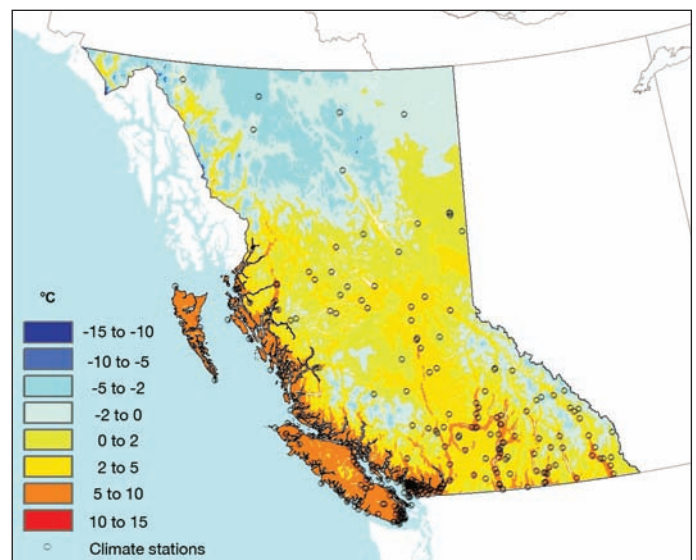 °C
-15 to -10
-10 to -5
-5 to -2
-2 to 0
0 to 2
2 to 5
5 to 10
10 to 15
Climate stations